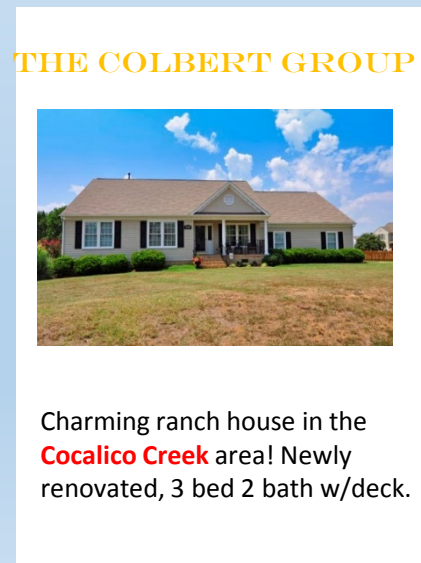 THE COLBERT GROUP
Charming ranch house in the
Cocalico Creek area! Newly
renovated, 3 bed 2 bath w/deck.